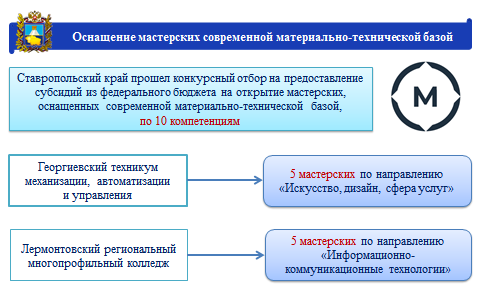 Оснащение мастерских современной материально-технической базой
Ставропольский край прошел конкурсный отбор на предоставление
субсидий из федерального бюджета на открытие мастерских,
оснащенных современной материально-технической базой,
по 10 компетенциям
М
Георгиевский техникум
механизации, автоматизации
и управления
5 мастерских по направлению
«Искусство, дизайн, сфера услуг»
Лермонтовский региональный
многопрофильный колледж
5 мастерских по направлению
«Информационно-
коммуникационные технологии»